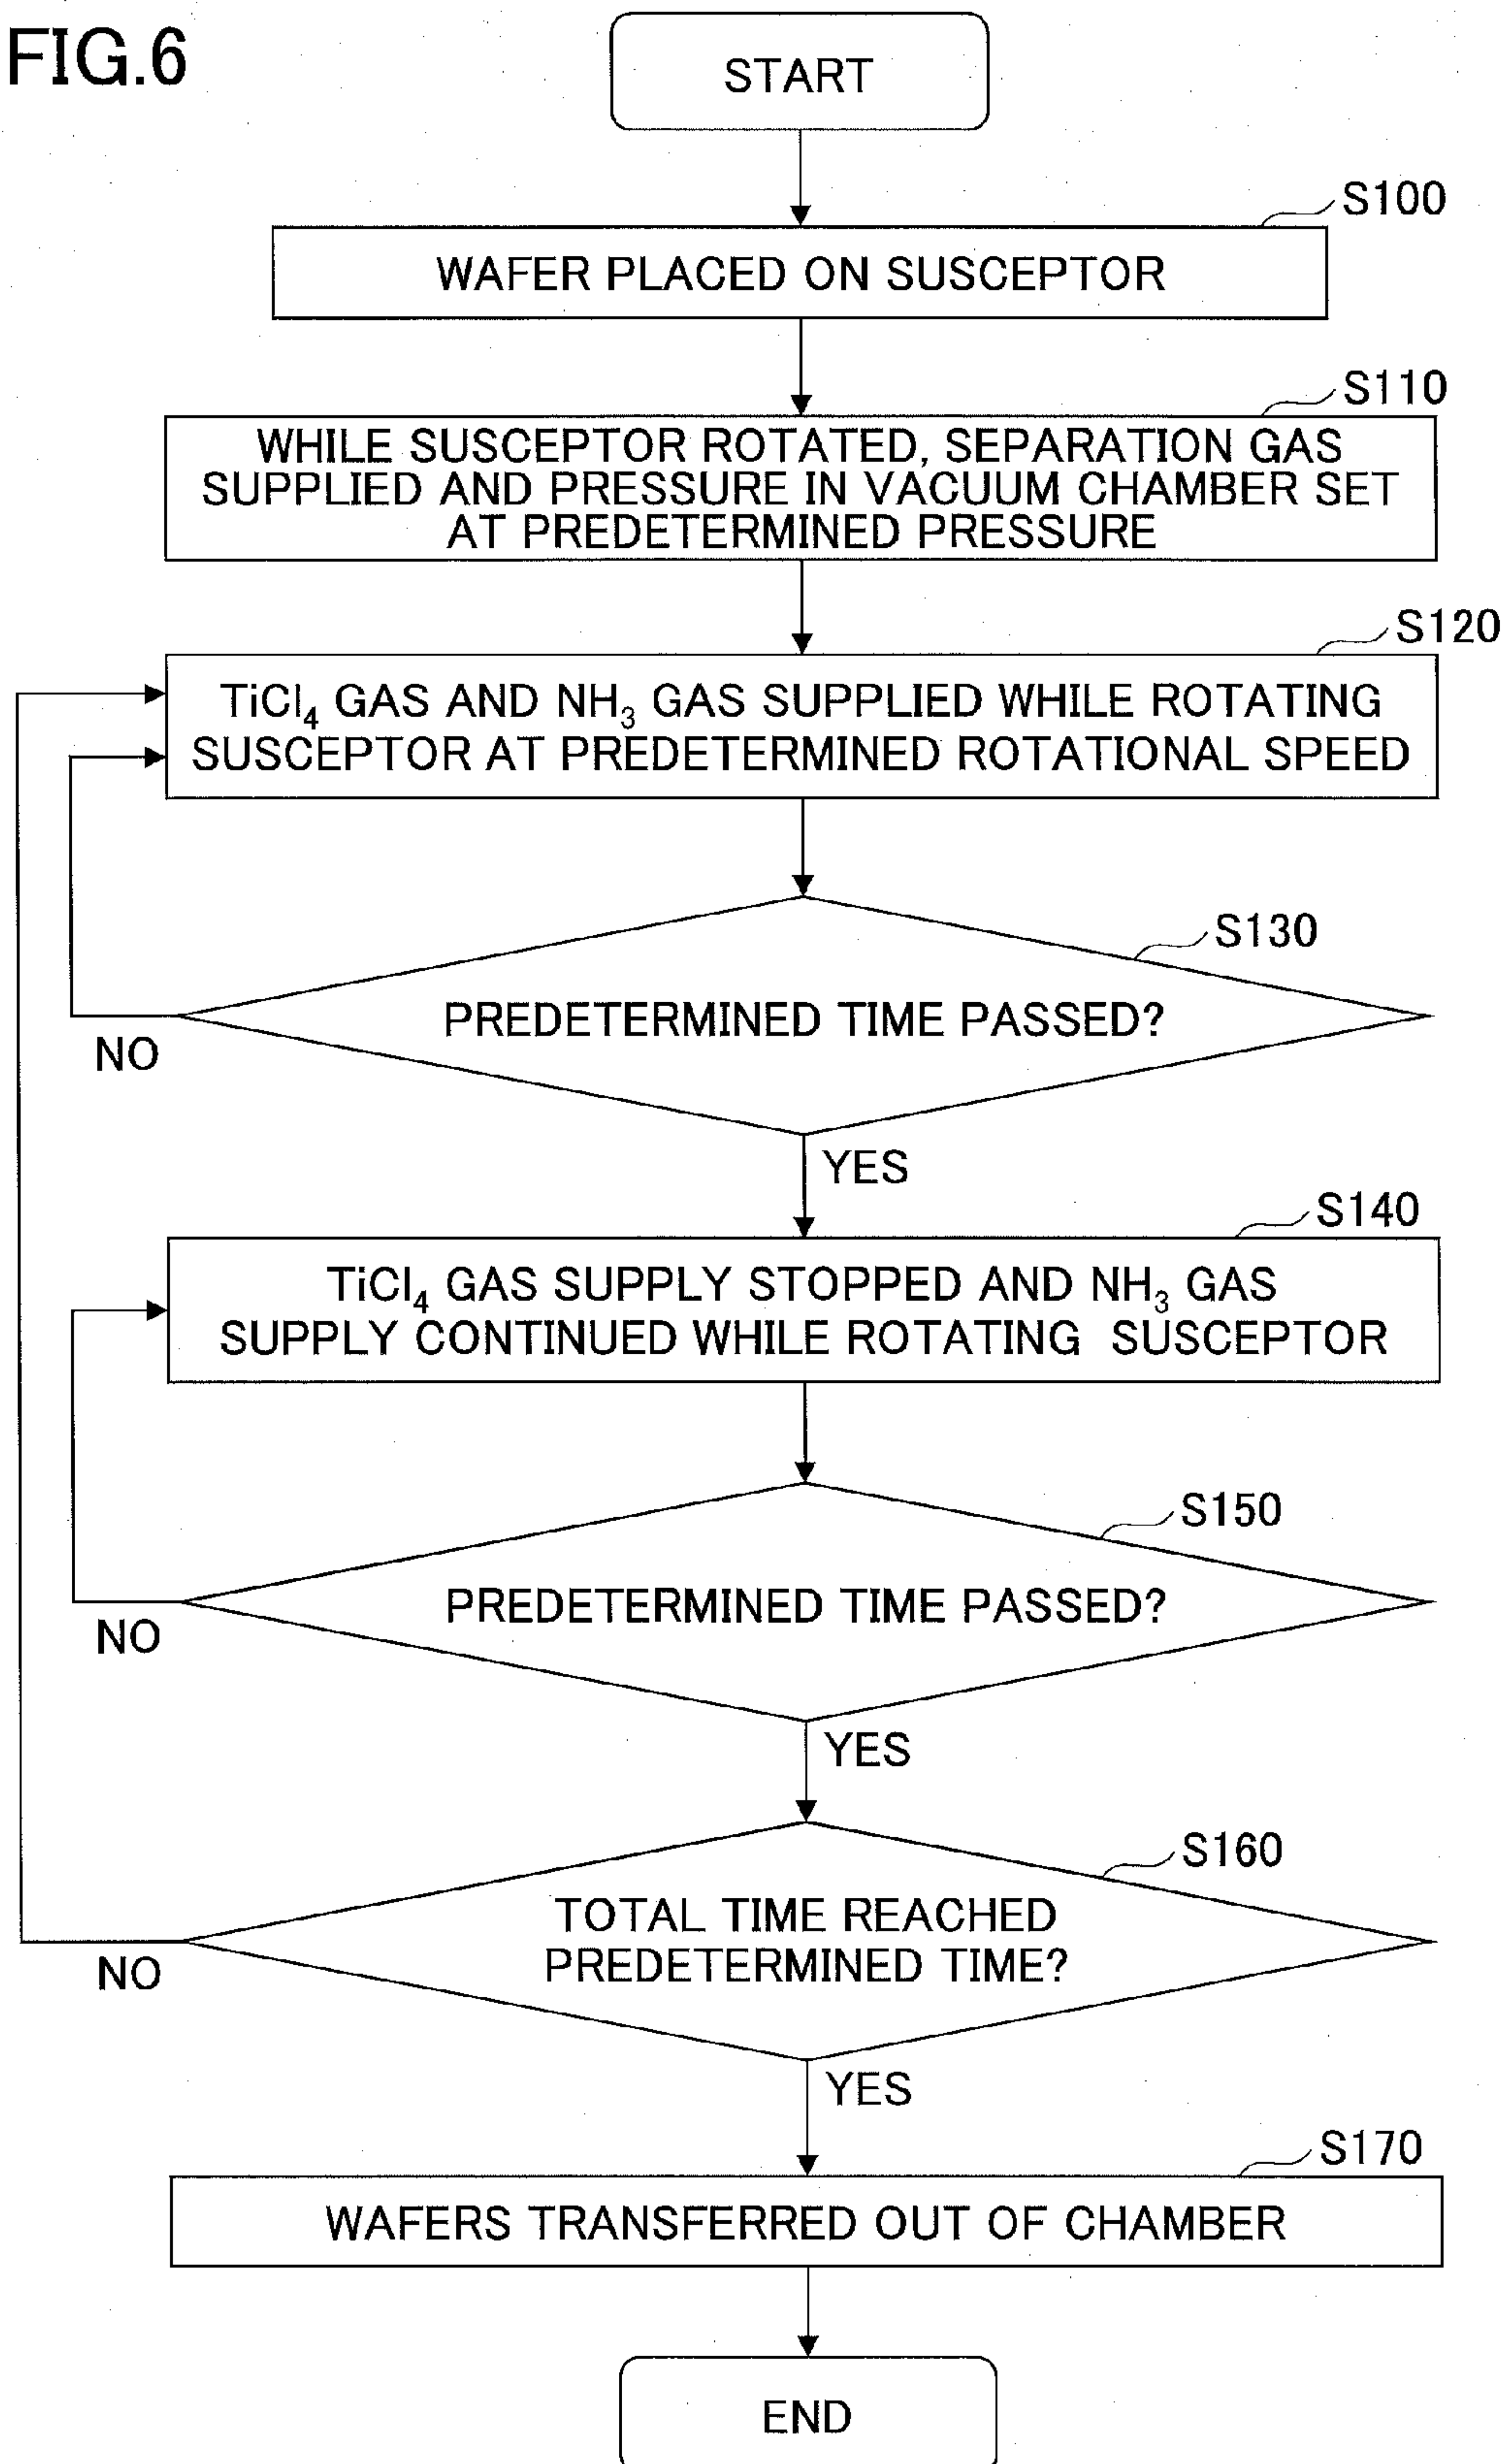 FIG.6
START
S100
WAFER PLACED ON SUSCEPTOR
S110
WHILE SUSCEPTOR ROTATED, SEPARATION GAS
SUPPLIED AND PRESSURE IN VACUUM CHAMBER SET
AT PREDETERMINED PRESSURE
S120
TiCl₄ GAS AND NH₃ GAS SUPPLIED WHILE ROTATING
SUSCEPTOR AT PREDETERMINED ROTATIONAL SPEED
S130
PREDETERMINED TIME PASSED?
NO
YES
S140
TiCl₄ GAS SUPPLY STOPPED AND NH₃ GAS
SUPPLY CONTINUED WHILE ROTATING SUSCEPTOR
S150
PREDETERMINED TIME PASSED?
NO
YES
S160
TOTAL TIME REACHED
PREDETERMINED TIME?
NO
YES
S170
WAFERS TRANSFERRED OUT OF CHAMBER
END